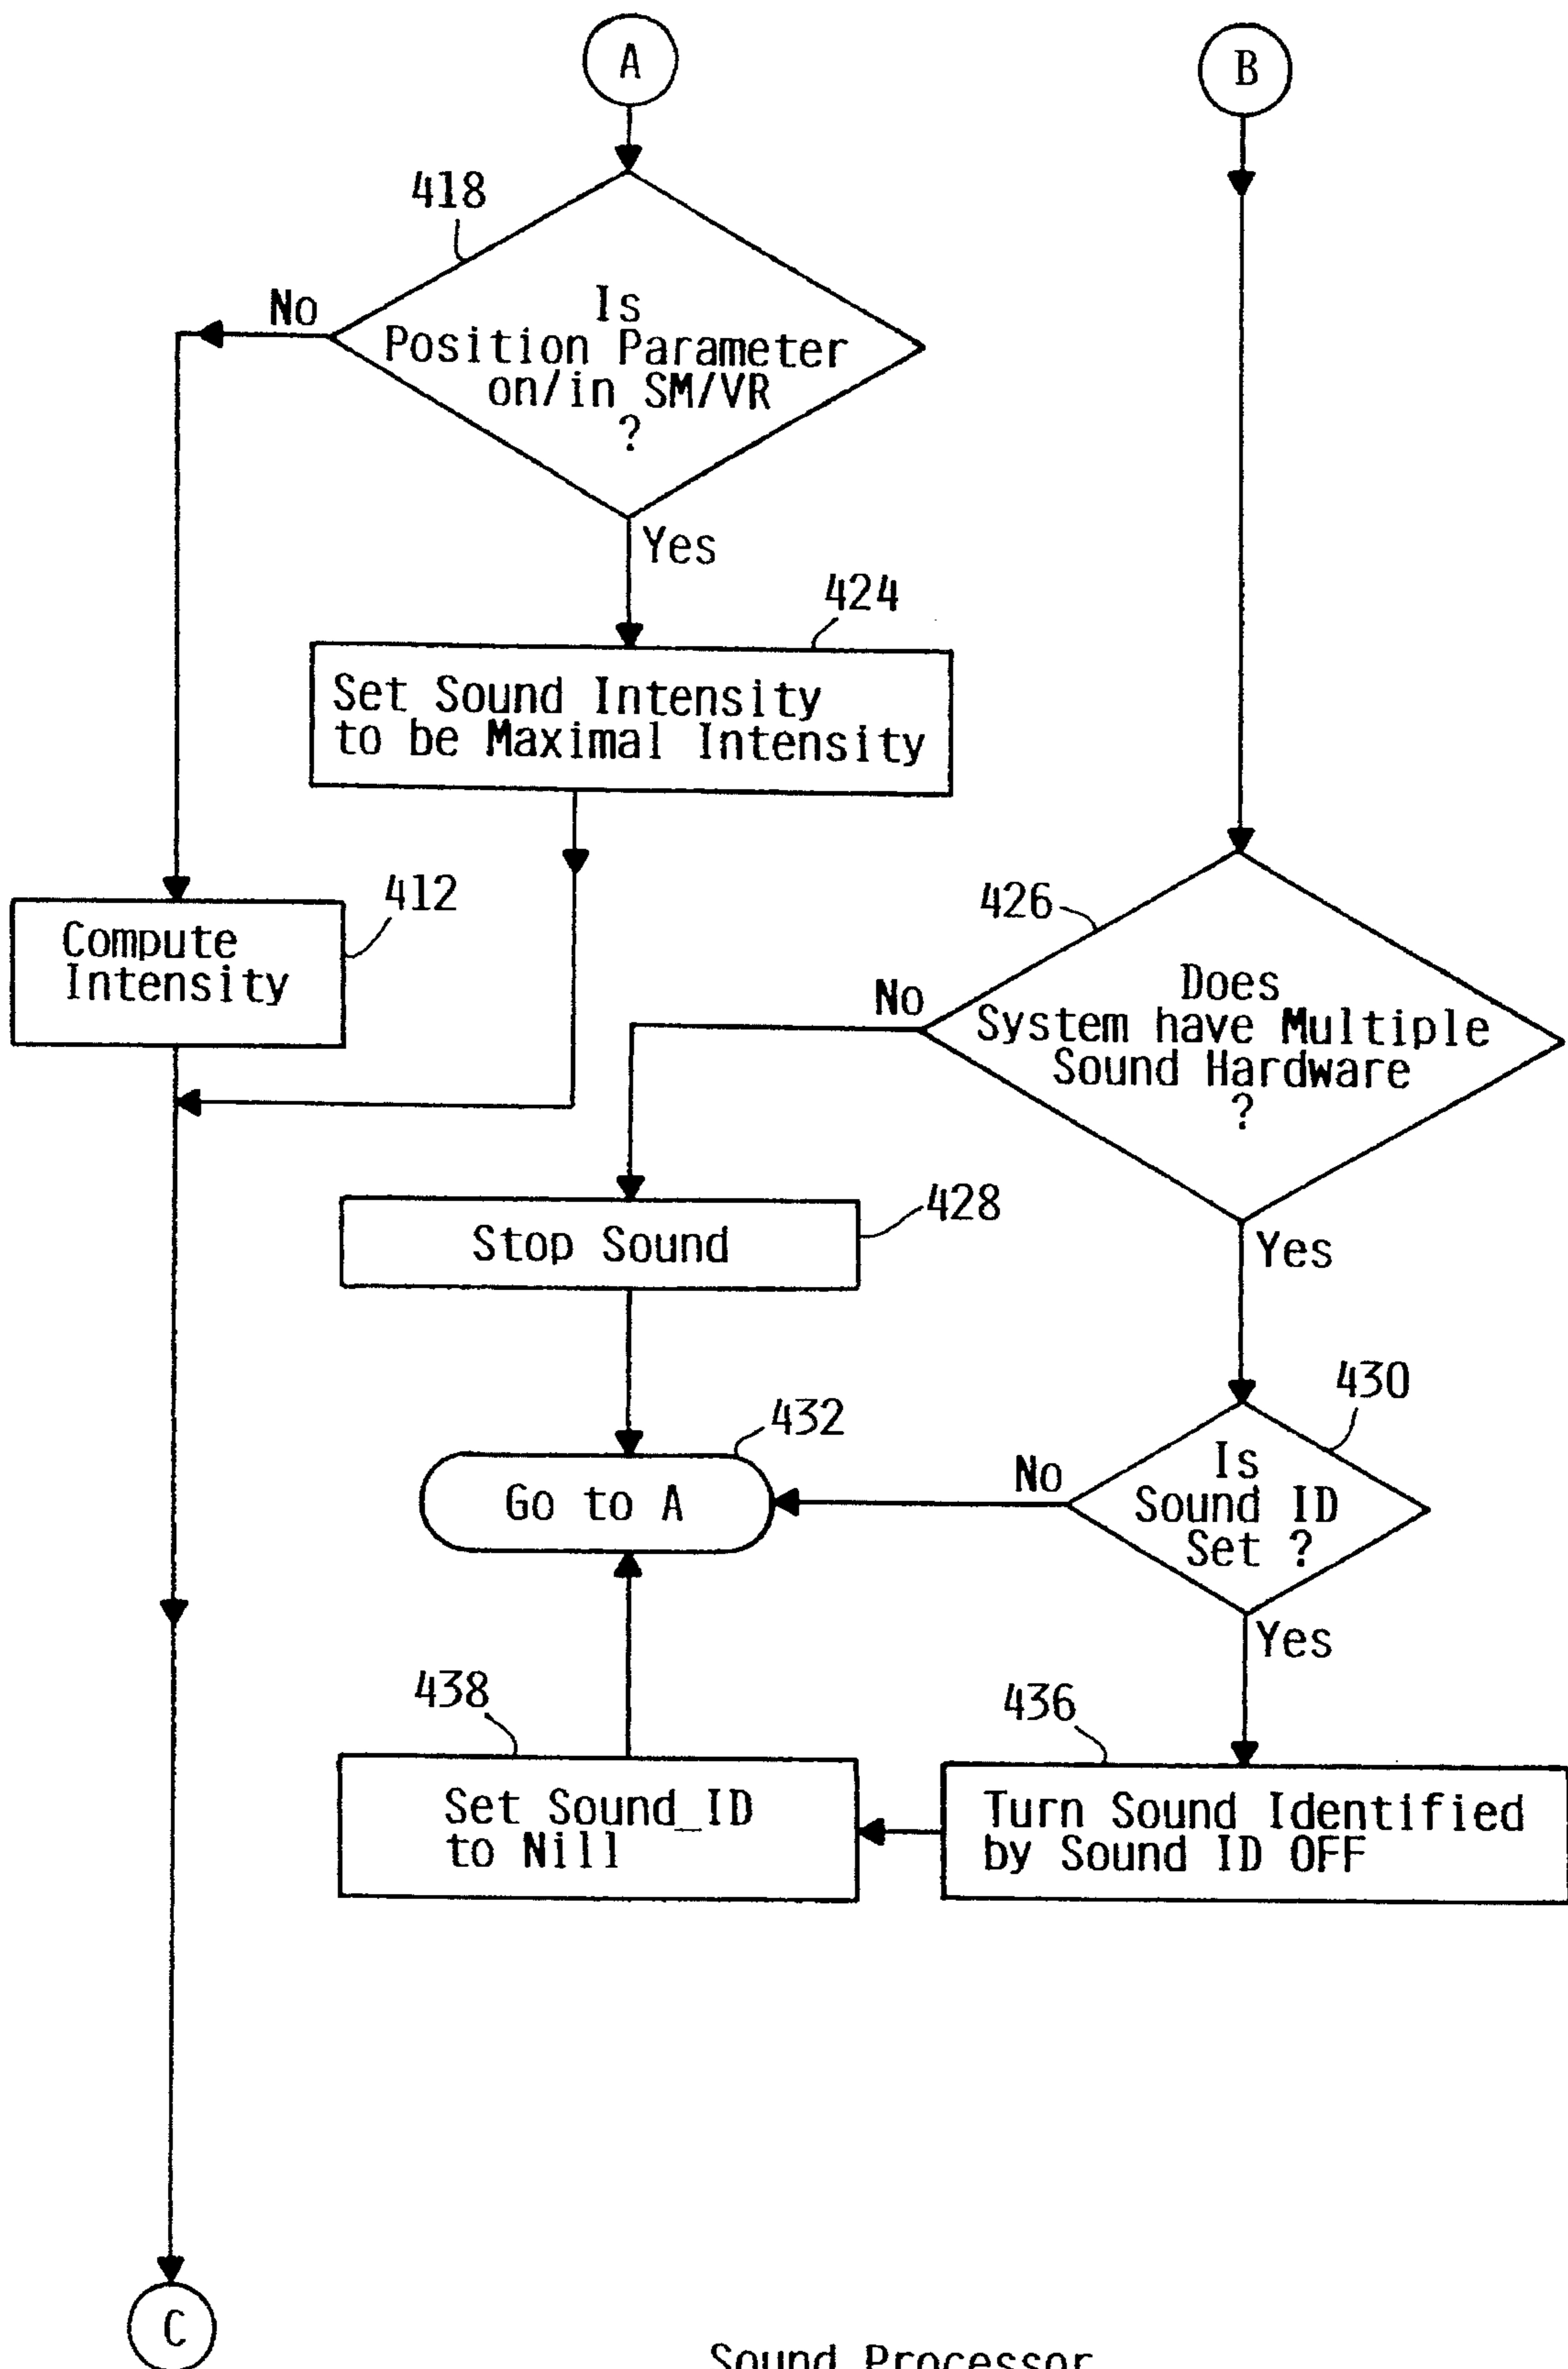 A
B
418
No
Is
Position Parameter
on/in SM/VR
?
Yes
424
Set Sound Intensity
to be Maximal Intensity
412
Compute
Intensity
426
No
Does
System have Multiple
Sound Hardware
?
Yes
428
Stop Sound
430
432
Go to A
No
Is
Sound ID
Set ?
Yes
438
Set Sound_ID
to Nill
436
Turn Sound Identified
by Sound ID OFF
C
Sound Processor